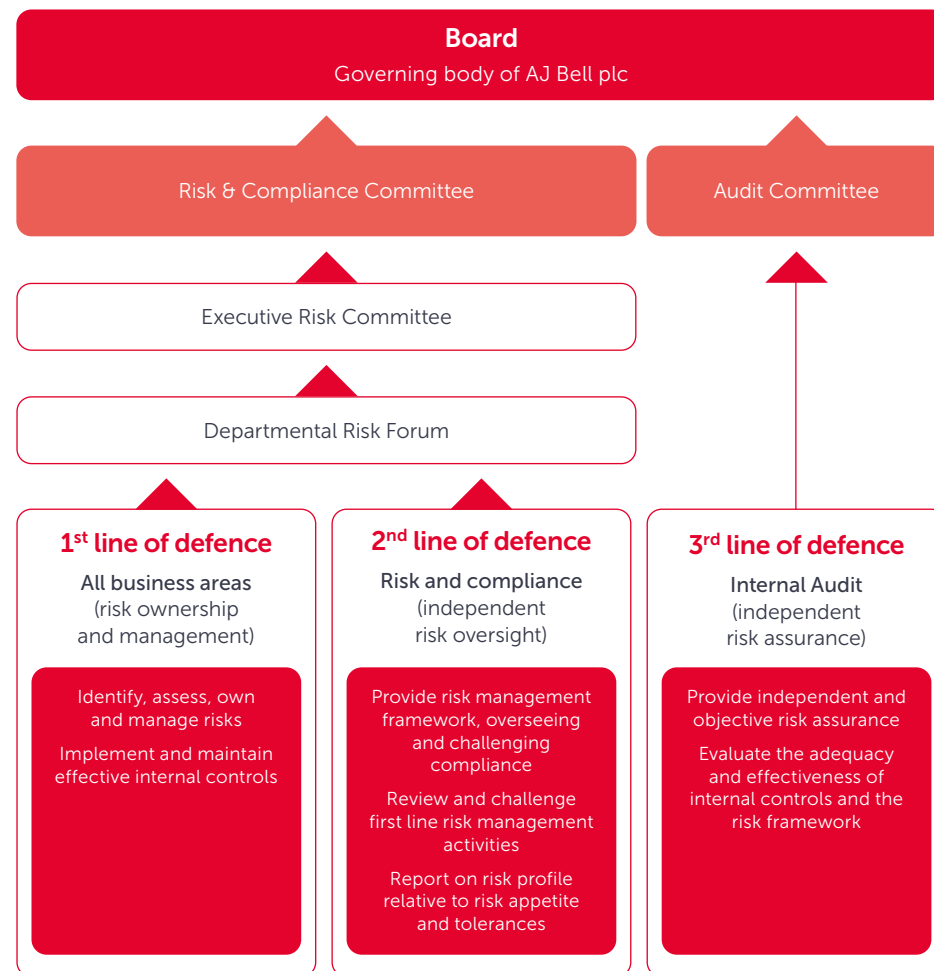 Board
Governing body of AJ Bell plc
Risk & Compliance Committee
Audit Committee
Executive Risk Committee
Departmental Risk Forum
1st line of defence
All business areas
(risk ownership
and management)
Identify, assess, own
and manage risks
Implement and maintain
effective internal controls
2nd line of defence
Risk and compliance
(independent
risk oversight)
Provide risk management
framework, overseeing
and challenging
compliance
Review and challenge
first line risk management
activities
Report on risk profile
relative to risk appetite
and tolerances
3rd line of defence
Internal Audit
(independent
risk assurance)
Provide independent and
objective risk assurance
Evaluate the adequacy
and effectiveness of
internal controls and the
risk framework